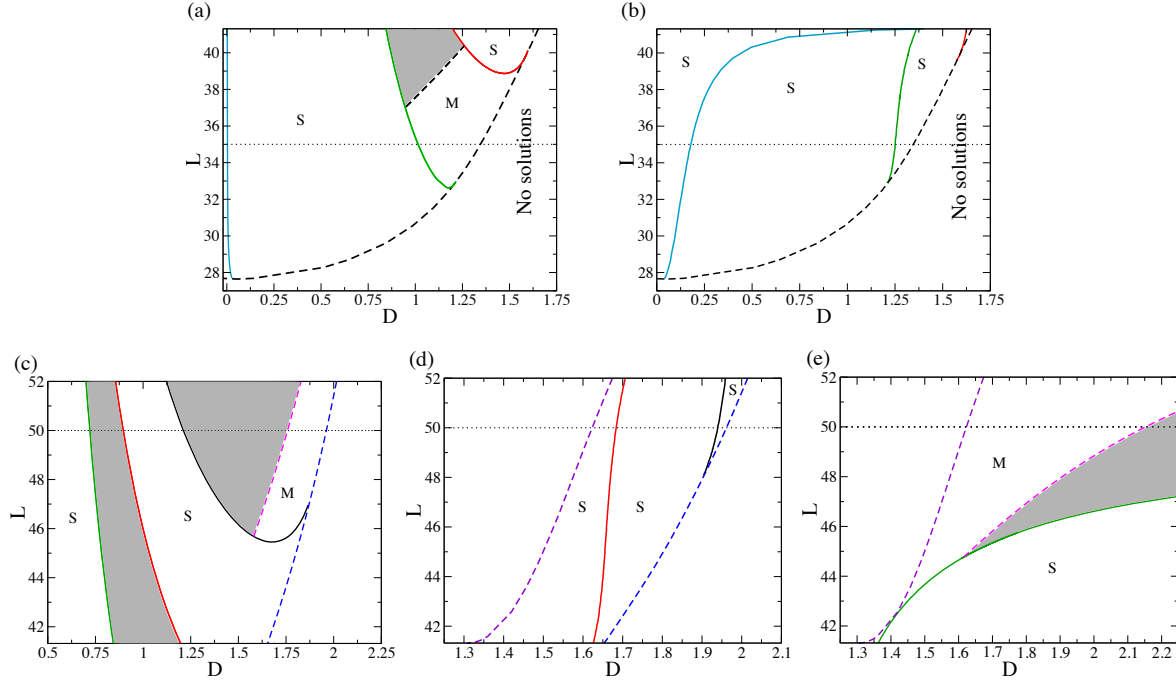 (a)
40
38
36
34
32
30
28
L
S
M
S
No solutions
0
0.25
0.5
0.75
1
1.25
1.5
1.75
D
(b)
40
38
36
34
32
30
28
L
S
S
S
No solutions
0
0.25
0.5
0.75
1
1.25
1.5
1.75
D
(c)
52
50
48
46
44
42
L
S
S
M
0.5
0.75
1
1.25
1.5
1.75
2
2.25
D
(d)
52
50
48
46
44
42
L
S
S
S
1.3
1.4
1.5
1.6
1.7
1.8
1.9
2
2.1
D
(e)
52
50
48
46
44
42
L
M
S
1.3
1.4
1.5
1.6
1.7
1.8
1.9
2
2.1
2.2
D